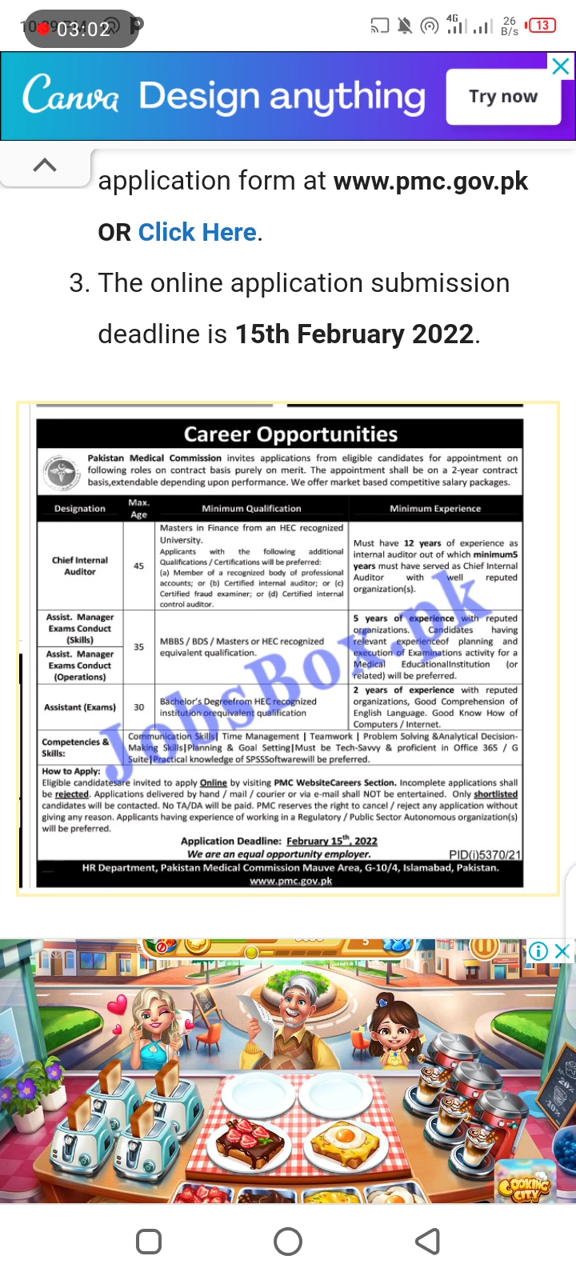 03:02
4G
26
B/s
13
Canva Design anything
Try now
application form at www.pmc.gov.pk
OR Click Here.
3. The online application submission
deadline is 15th February 2022.
Career Opportunities
Pakistan Medical Commission invites applications from eligible candidates for appointment on
following roles on contract basis purely on merit. The appointment shall be on a 2-year contract
basis,extendable depending upon performance. We offer market based competitive salary packages.
Designation
Max.
Age
Minimum Qualification
Minimum Experience
Chief Internal
Auditor
45
Masters in Finance from an HEC recognized
University.
Applicants with the following additional
Qualifications / Certifications will be preferred:
(a) Member of a recognized body of professional
accounts; or (b) Certified internal auditor; or (c)
Certified fraud examiner; or (d) Certified internal
control auditor.
Must have 12 years of experience as
internal auditor out of which minimum5
years must have served as Chief Internal
Auditor with well reputed
organization(s).
Assist. Manager
Exams Conduct
(Skills)
Assist. Manager
Exams Conduct
(Operations)
35
MBBS / BDS / Masters or HEC recognized
equivalent qualification.
5 years of experience with reputed
organizations. Candidates having
relevant experienceof planning and
execution of Examinations activity for a
Medical EducationalInstitution (or
related) will be preferred.
Assistant (Exams)
30
Bachelor's Degreefrom HEC recognized
institution orequivalent qualification
2 years of experience with reputed
organizations, Good Comprehension of
English Language. Good Know How of
Computers / Internet.
Competencies &
Skills:
Communication Skills| Time Management | Teamwork | Problem Solving &Analytical Decision-
Making Skills|Planning & Goal Setting|Must be Tech-Savvy & proficient in Office 365 / G
Suite|Practical knowledge of SPSSSoftwarewill be preferred.
How to Apply:
Eligible candidatesare invited to apply Online by visiting PMC WebsiteCareers Section. Incomplete applications shall
be rejected. Applications delivered by hand / mail / courier or via e-mail shall NOT be entertained. Only shortlisted
candidates will be contacted. No TA/DA will be paid. PMC reserves the right to cancel / reject any application without
giving any reason. Applicants having experience of working in a Regulatory / Public Sector Autonomous organization(s)
will be preferred.
Application Deadline: February 15th, 2022
We are an equal opportunity employer.
PID(i)5370/21
HR Department, Pakistan Medical Commission Mauve Area, G-10/4, Islamabad, Pakistan.
www.pmc.gov.pk
JobsBox.pk
5
COOKING
CITY